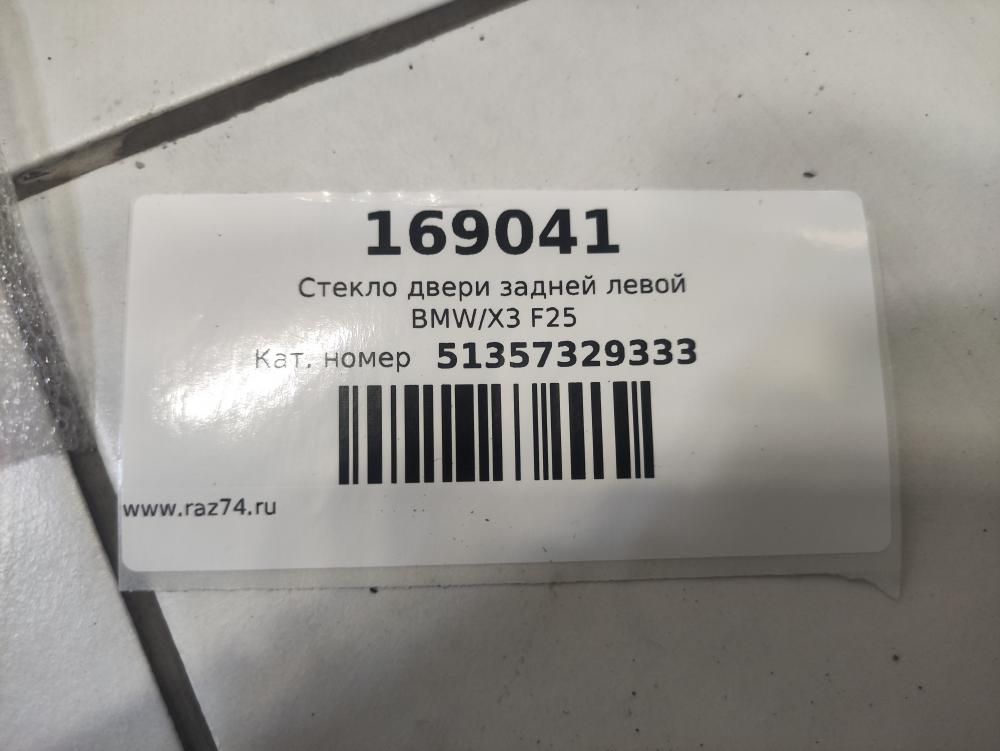 169041
Стекло двери задней левой
BMW/X3 F25
Кат. номер 51357329333
www.raz74.ru